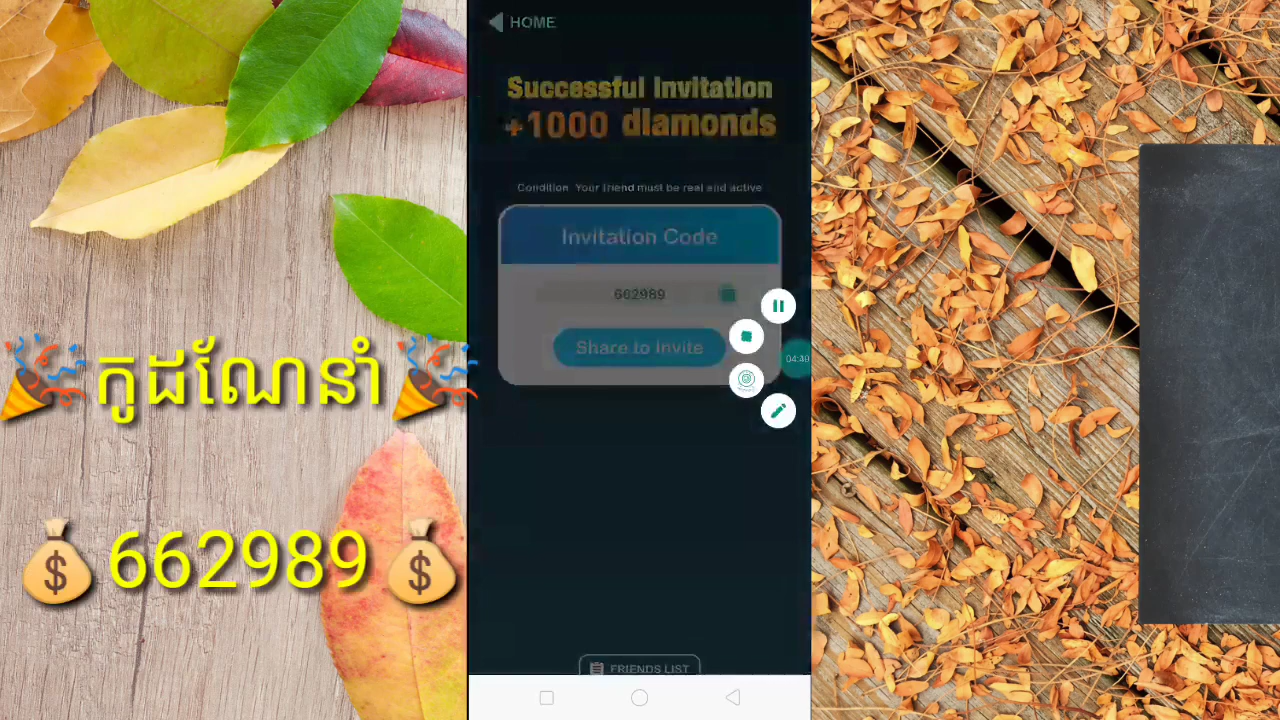 HOME
Successful Invitation
+1000 diamonds
Condition Your friend must be real and active
Invitation Code
662989
Share to Invite
04:49
FRIENDS LIST
កូដណែនាំ
662989